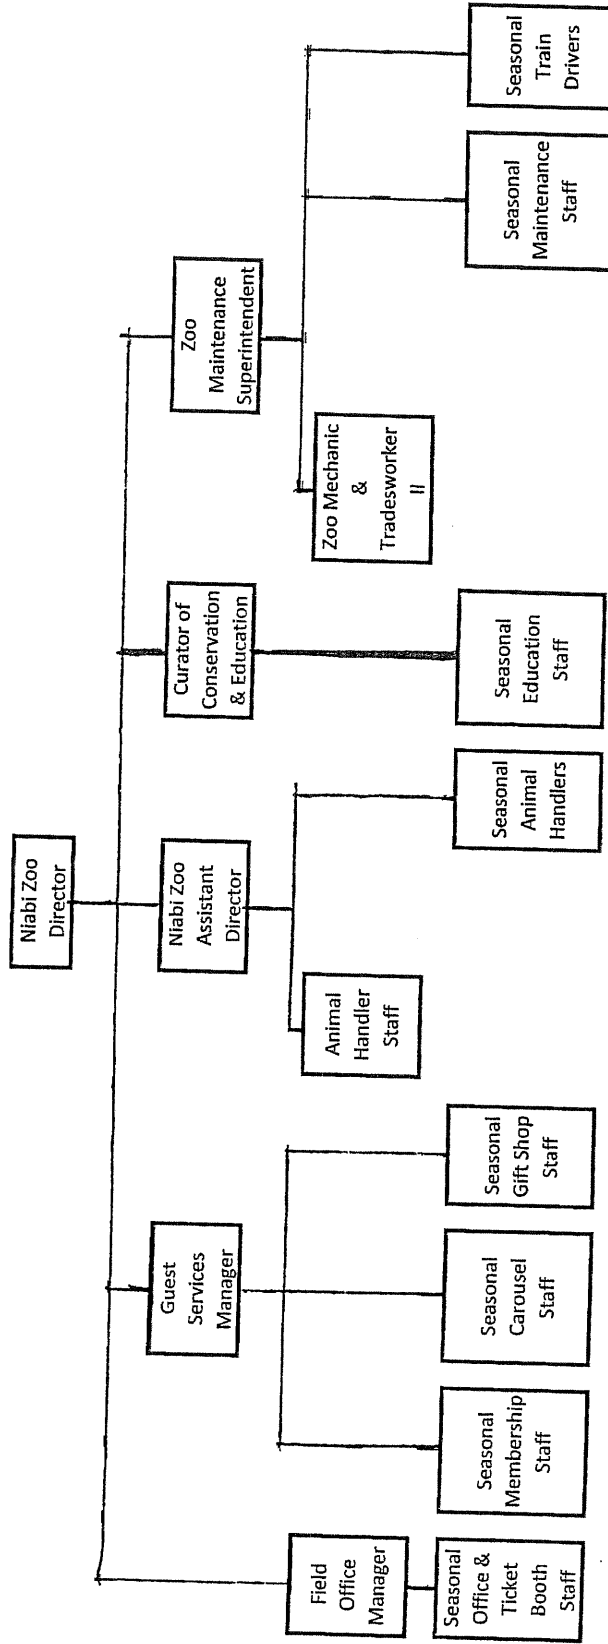 Niabi Zoo
Director
Field
Office
Manager
Seasonal
Office &
Ticket
Booth
Staff
Guest
Services
Manager
Seasonal
Membership
Staff
Seasonal
Carousel
Staff
Seasonal
Gift Shop
Staff
Niabi Zoo
Assistant
Director
Animal
Handler
Staff
Seasonal
Animal
Handlers
Curator of
Conservation
& Education
Seasonal
Education
Staff
Zoo
Maintenance
Superintendent
Zoo Mechanic
&
Tradesworker
II
Seasonal
Maintenance
Staff
Seasonal
Train
Drivers